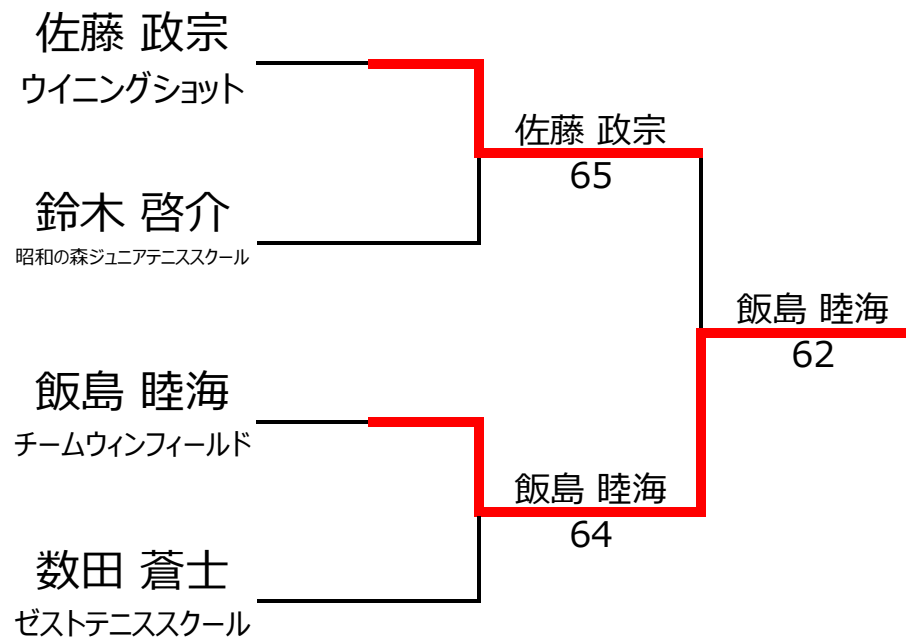 佐藤 政宗
ウイニングショット
佐藤 政宗
65
鈴木 啓介
昭和の森ジュニアテニススクール
飯島 睦海
62
飯島 睦海
チームウィンフィールド
飯島 睦海
64
数田 蒼士
ゼストテニススクール